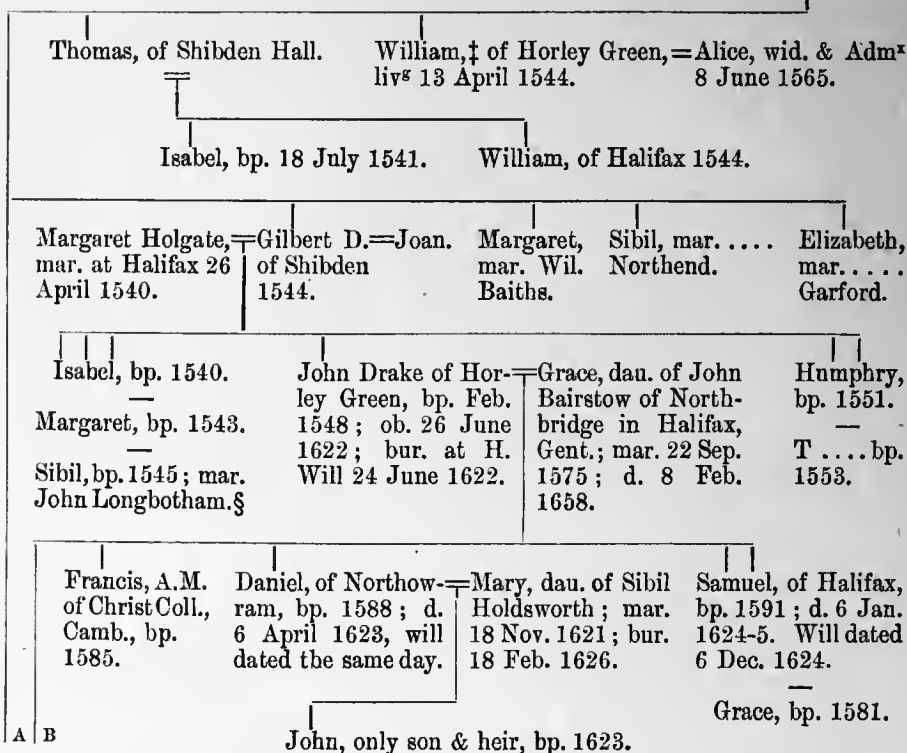 Thomas, of Shibden Hall.
William,‡ of Horley Green,=Alice, wid. & Admˣ
livᵍ 13 April 1544.
8 June 1565.
Isabel, bp. 18 July 1541.
William, of Halifax 1544.
Margaret Holgate,=Gilbert D.=Joan.
mar. at Halifax 26
April 1540.
of Shibden
1544.
Margaret,
mar. Wil.
Baiths.
Sibil, mar. .....
Northend.
Elizabeth,
mar. ....
Garford.
Isabel, bp. 1540.
—
Margaret, bp. 1543.
—
Sibil, bp. 1545; mar.
John Longbotham.§
John Drake of Hor-
ley Green, bp. Feb.
1548; ob. 26 June
1622; bur. at H.
Will 24 June 1622.
=Grace, dau. of John
Bairstow of North-
bridge in Halifax,
Gent.; mar. 22 Sep.
1575; d. 8 Feb.
1658.
Humphry,
bp. 1551.
—
T .... bp.
1553.
Francis, A.M.
of Christ Coll.,
Camb., bp.
1585.
Daniel, of Northow-
ram, bp. 1588; d.
6 April 1623, will
dated the same day.
=Mary, dau. of Sibil
Holdsworth; mar.
18 Nov. 1621; bur.
18 Feb. 1626.
Samuel, of Halifax,
bp. 1591; d. 6 Jan.
1624-5. Will dated
6 Dec. 1624.
—
Grace, bp. 1581.
A B
John, only son & heir, bp. 1623.